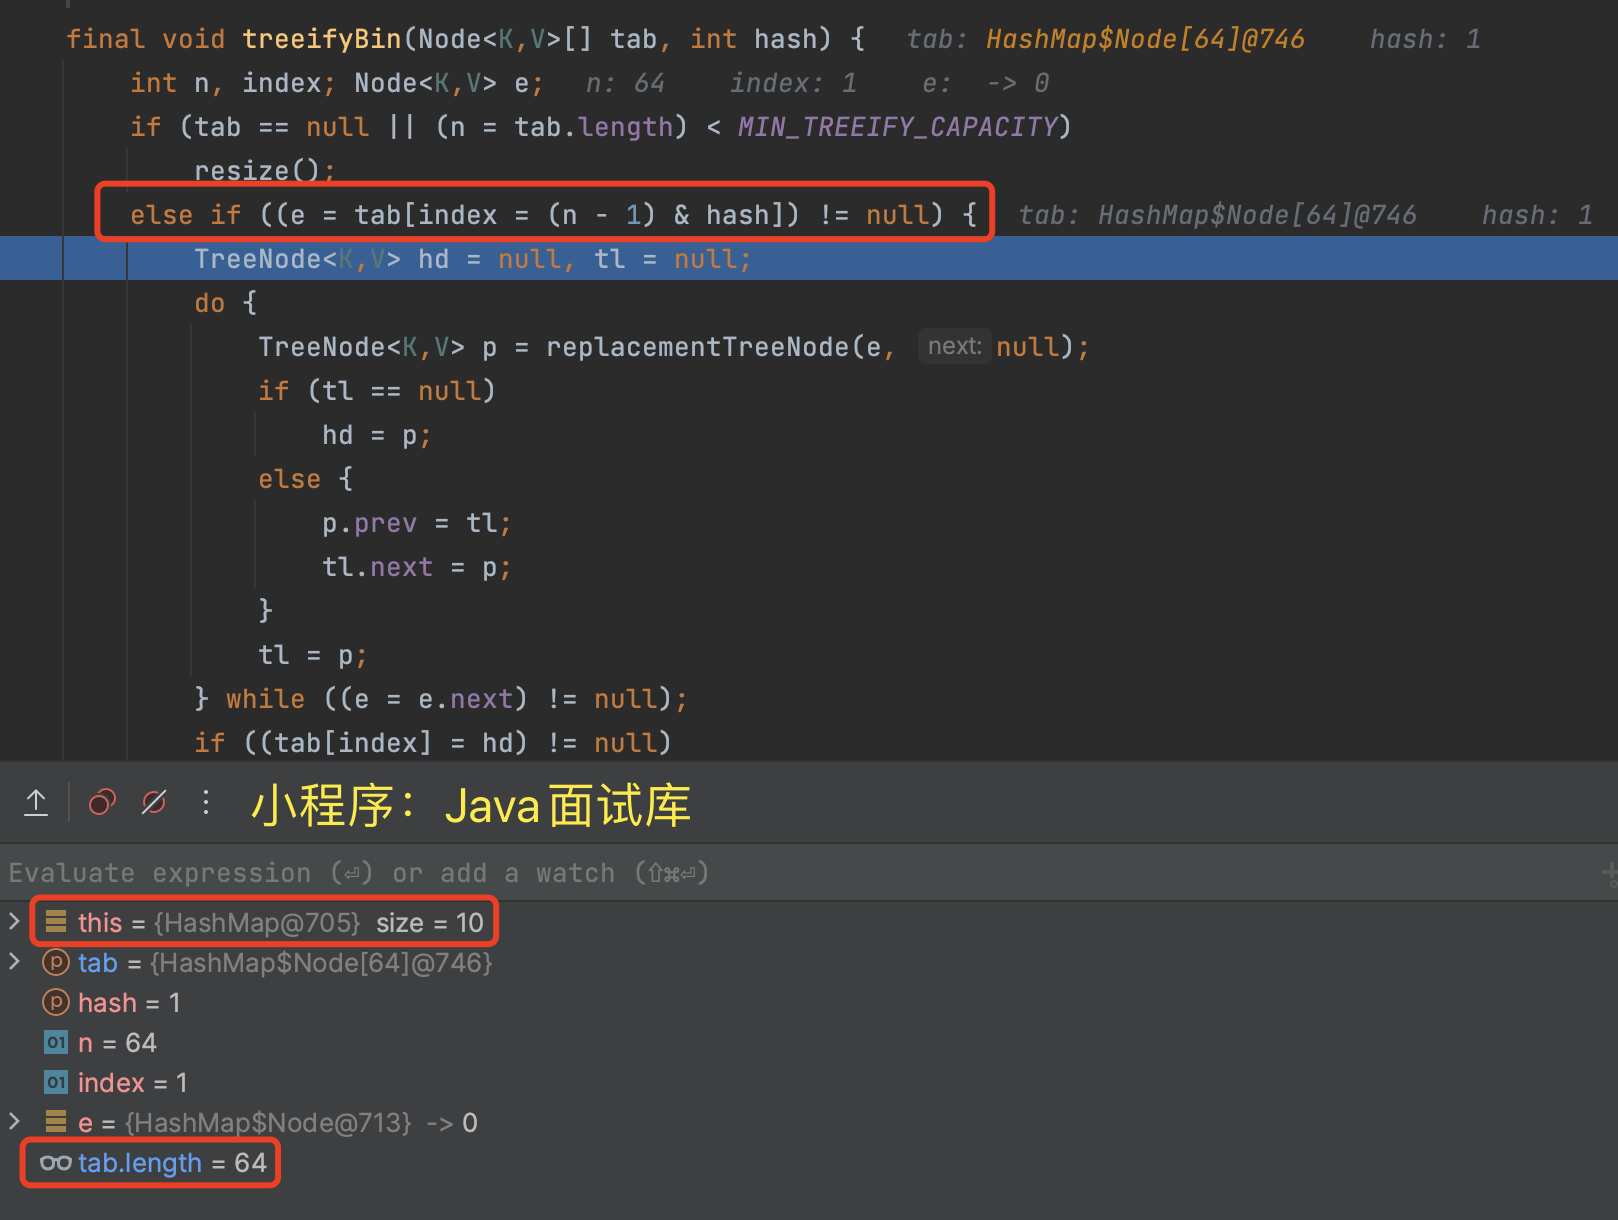 final void treeifyBin(Node<K,V>[] tab, int hash) { tab: HashMap$Node[64]@746 hash: 1
int n, index; Node<K,V> e; n: 64 index: 1 e: -> 0
if (tab == null || (n = tab.length) < MIN_TREEIFY_CAPACITY)
resize();
else if ((e = tab[index = (n - 1) & hash]) != null) { tab: HashMap$Node[64]@746 hash: 1
TreeNode<K,V> hd = null, tl = null;
do {
TreeNode<K,V> p = replacementTreeNode(e, next: null);
if (tl == null)
hd = p;
else {
p.prev = tl;
tl.next = p;
}
tl = p;
} while ((e = e.next) != null);
if ((tab[index] = hd) != null)
小程序：Java面试库
Evaluate expression (⏎) or add a watch (⇧⌘⏎)
this = {HashMap@705} size = 10
tab = {HashMap$Node[64]@746}
hash = 1
n = 64
index = 1
e = {HashMap$Node@713} -> 0
tab.length = 64